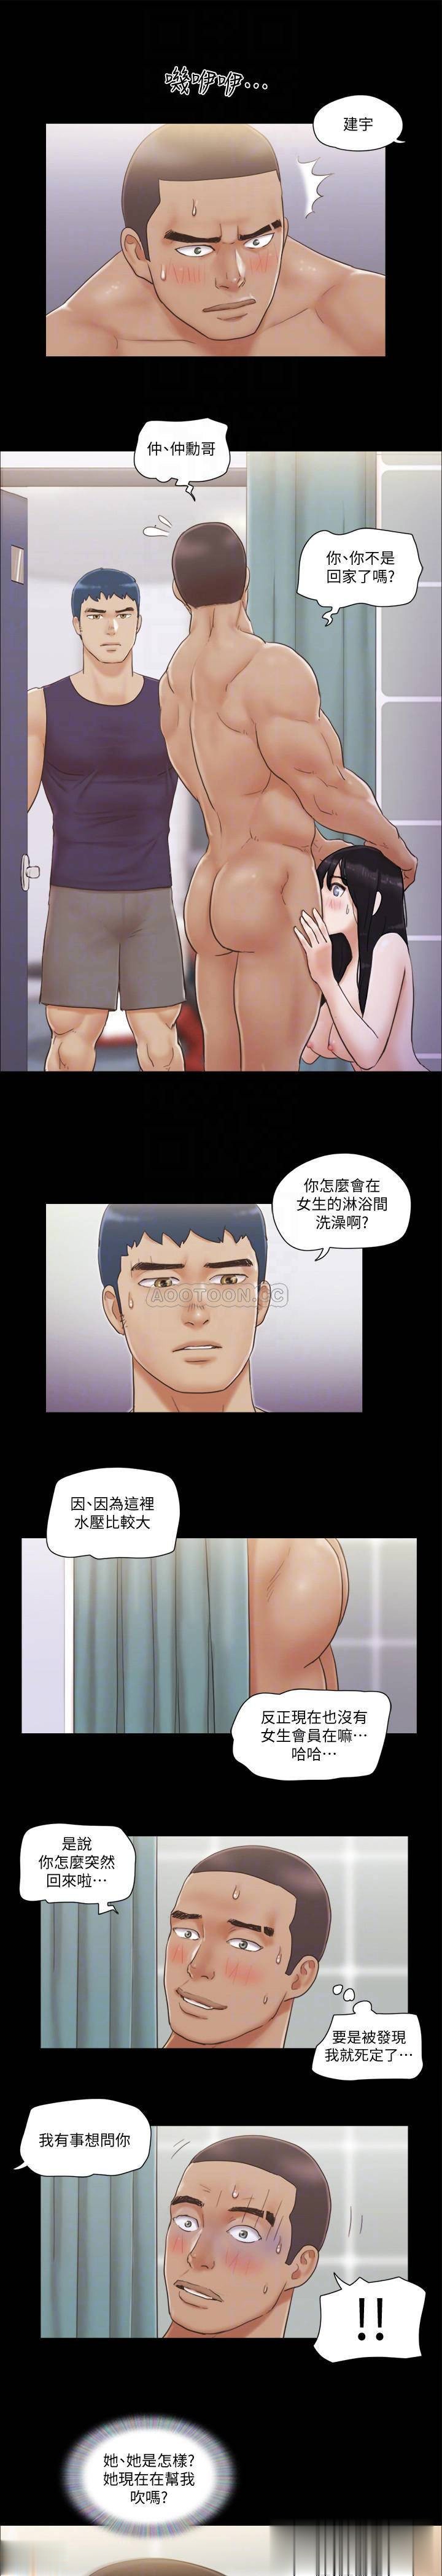 嘰咿咿…
建宇
仲、仲勳哥
你、你不是
回家了嗎?
你怎麼會在
女生的淋浴間
洗澡啊?
AOOTOON.CC
因、因為這裡
水壓比較大
反正現在也沒有
女生會員在嘛…
哈哈…
是說
你怎麼突然
回來啦…
要是被發現
我就死定了…
我有事想問你
!!
她、她是怎樣?
她現在在幫我
吹嗎?